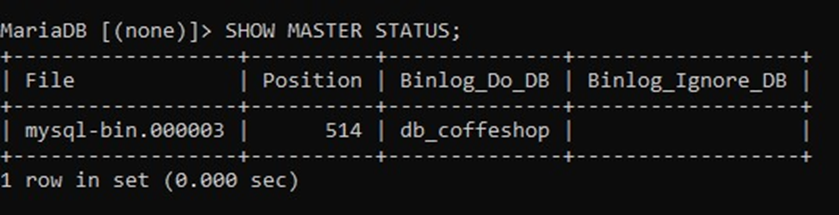 MariaDB [(none)]> SHOW MASTER STATUS;
+------------------+----------+--------------+------------------+
| File             | Position | Binlog_Do_DB | Binlog_Ignore_DB |
+------------------+----------+--------------+------------------+
| mysql-bin.000003 |      514 | db_coffeshop |                  |
+------------------+----------+--------------+------------------+
1 row in set (0.000 sec)